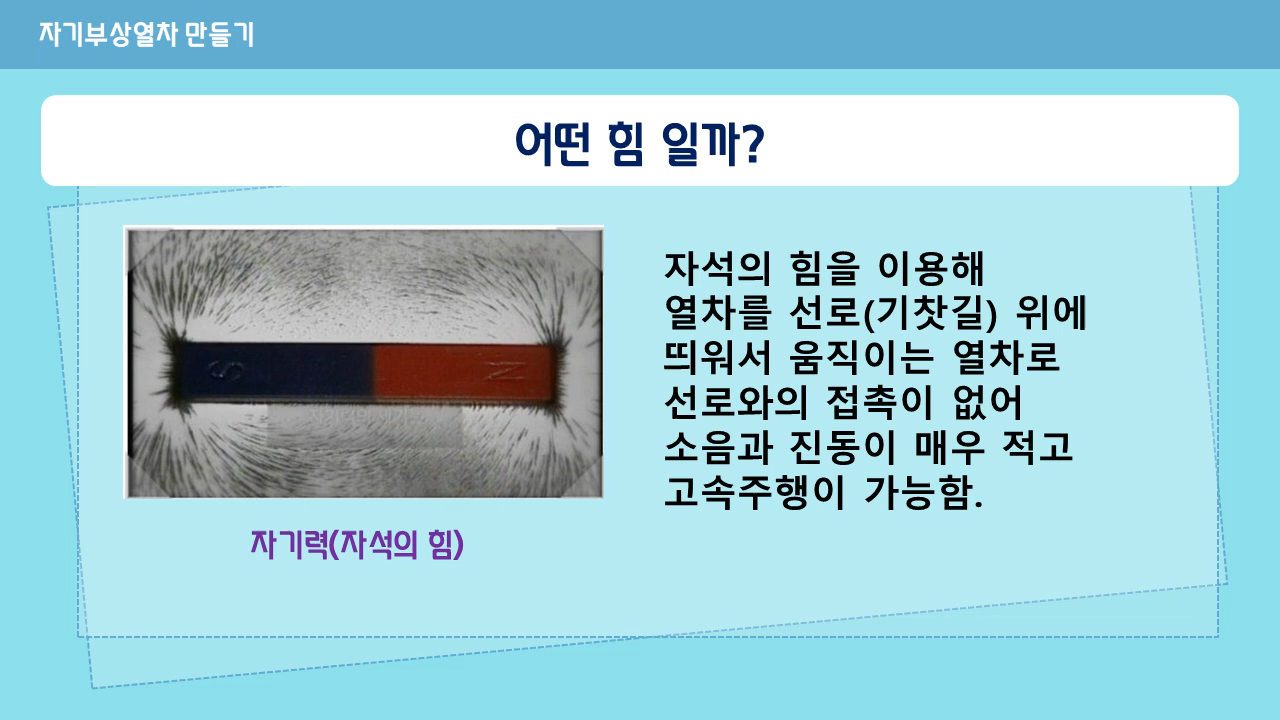 자기부상열차 만들기
어떤 힘 일까?
S N
자석의 힘을 이용해
열차를 선로(기찻길) 위에
띄워서 움직이는 열차로
선로와의 접촉이 없어
소음과 진동이 매우 적고
고속주행이 가능함.
자기력(자석의 힘)